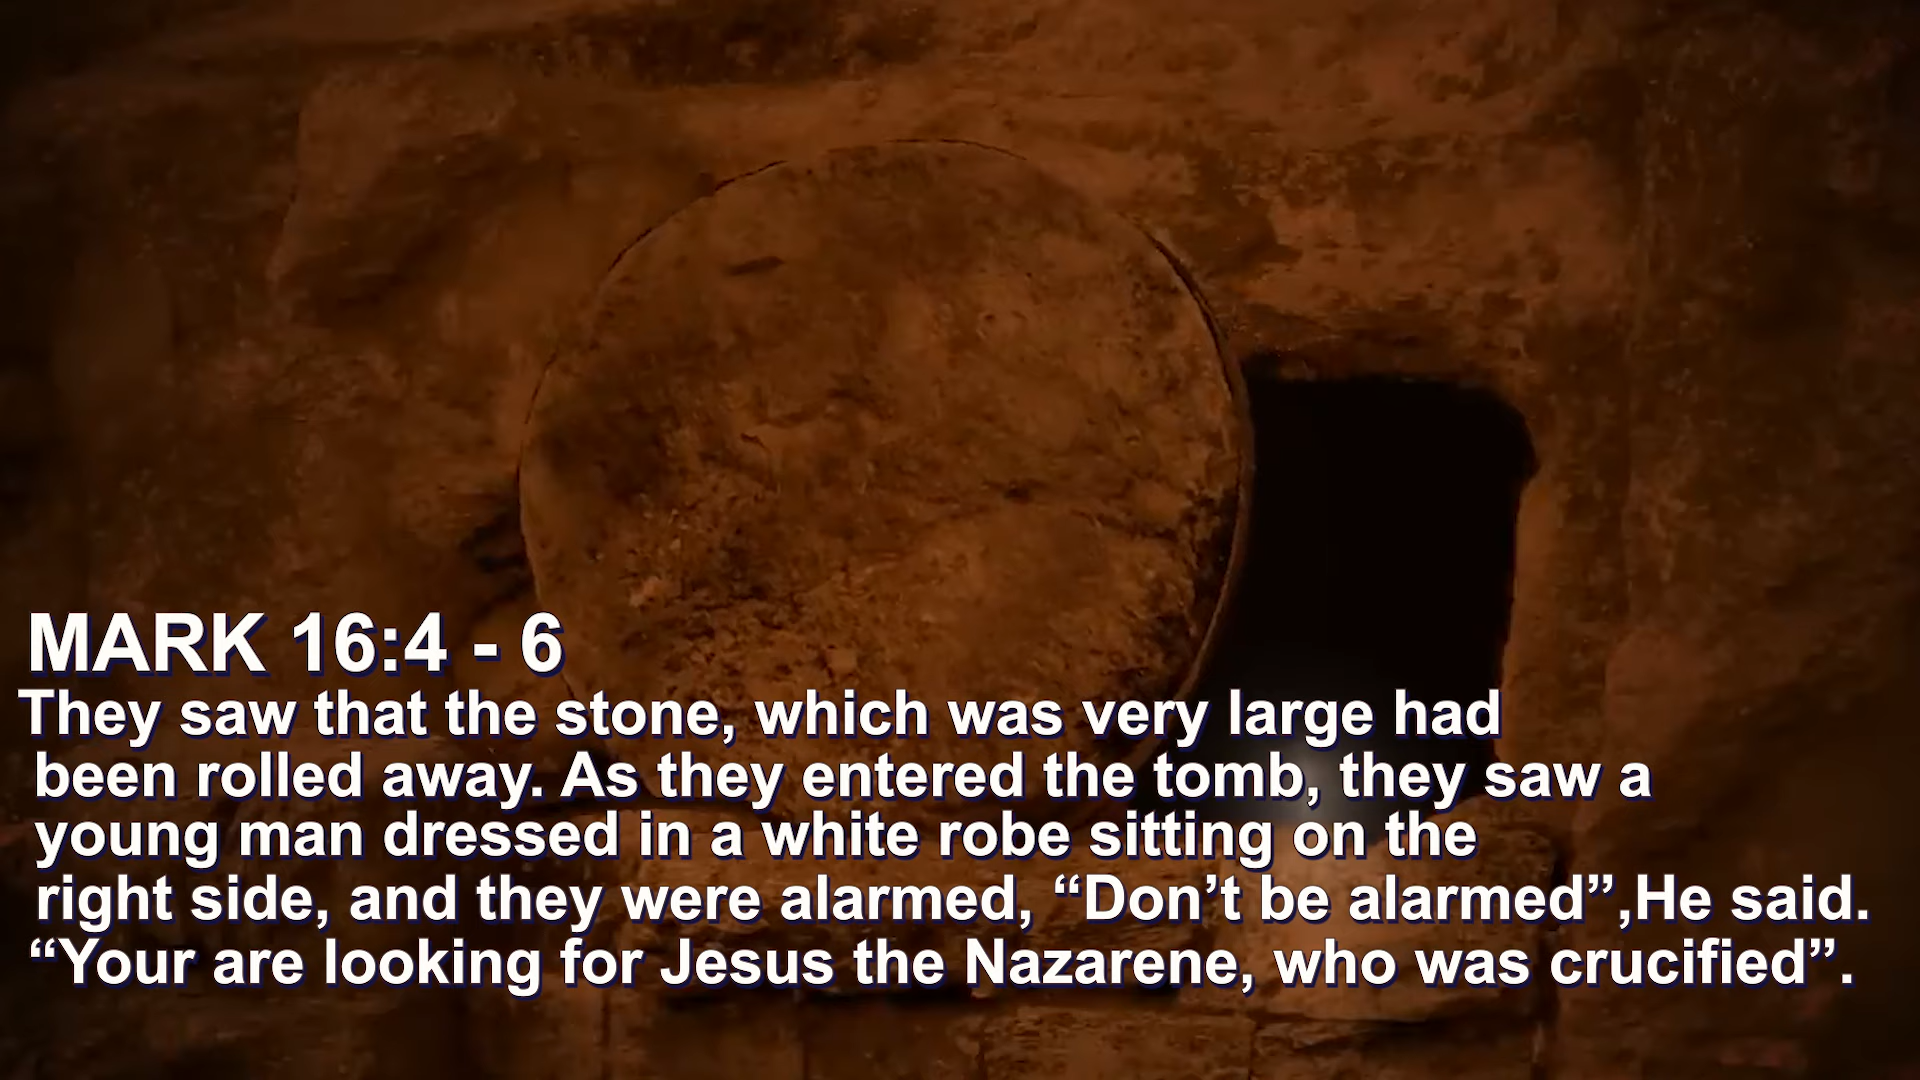 MARK 16:4 - 6
They saw that the stone, which was very large had
been rolled away. As they entered the tomb, they saw a
young man dressed in a white robe sitting on the
right side, and they were alarmed, “Don’t be alarmed”,He said.
“Your are looking for Jesus the Nazarene, who was crucified”.